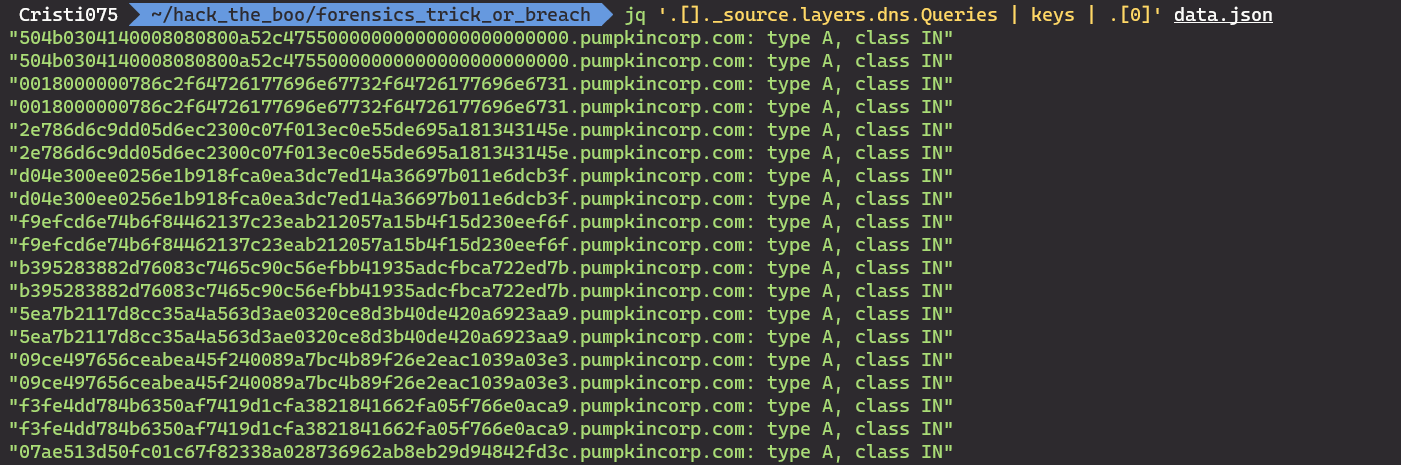 Cristi075 ~/hack_the_boo/forensics_trick_or_breach jq '.[]._source.layers.dns.Queries | keys | .[0]' data.json
"504b0304140008080800a52c47550000000000000000000000.pumpkincorp.com: type A, class IN"
"504b0304140008080800a52c47550000000000000000000000.pumpkincorp.com: type A, class IN"
"0018000000786c2f64726177696e67732f64726177696e6731.pumpkincorp.com: type A, class IN"
"0018000000786c2f64726177696e67732f64726177696e6731.pumpkincorp.com: type A, class IN"
"2e786d6c9dd05d6ec2300c07f013ec0e55de695a181343145e.pumpkincorp.com: type A, class IN"
"2e786d6c9dd05d6ec2300c07f013ec0e55de695a181343145e.pumpkincorp.com: type A, class IN"
"d04e300ee0256e1b918fca0ea3dc7ed14a36697b011e6dcb3f.pumpkincorp.com: type A, class IN"
"d04e300ee0256e1b918fca0ea3dc7ed14a36697b011e6dcb3f.pumpkincorp.com: type A, class IN"
"f9efcd6e74b6f84462137c23eab212057a15b4f15d230eef6f.pumpkincorp.com: type A, class IN"
"f9efcd6e74b6f84462137c23eab212057a15b4f15d230eef6f.pumpkincorp.com: type A, class IN"
"b395283882d76083c7465c90c56efbb41935adcfbca722ed7b.pumpkincorp.com: type A, class IN"
"b395283882d76083c7465c90c56efbb41935adcfbca722ed7b.pumpkincorp.com: type A, class IN"
"5ea7b2117d8cc35a4a563d3ae0320ce8d3b40de420a6923aa9.pumpkincorp.com: type A, class IN"
"5ea7b2117d8cc35a4a563d3ae0320ce8d3b40de420a6923aa9.pumpkincorp.com: type A, class IN"
"09ce497656ceabea45f240089a7bc4b89f26e2eac1039a03e3.pumpkincorp.com: type A, class IN"
"09ce497656ceabea45f240089a7bc4b89f26e2eac1039a03e3.pumpkincorp.com: type A, class IN"
"f3fe4dd784b6350af7419d1cfa3821841662fa05f766e0aca9.pumpkincorp.com: type A, class IN"
"f3fe4dd784b6350af7419d1cfa3821841662fa05f766e0aca9.pumpkincorp.com: type A, class IN"
"07ae513d50fc01c67f82338a028736962ab8eb29d94842fd3c.pumpkincorp.com: type A, class IN"